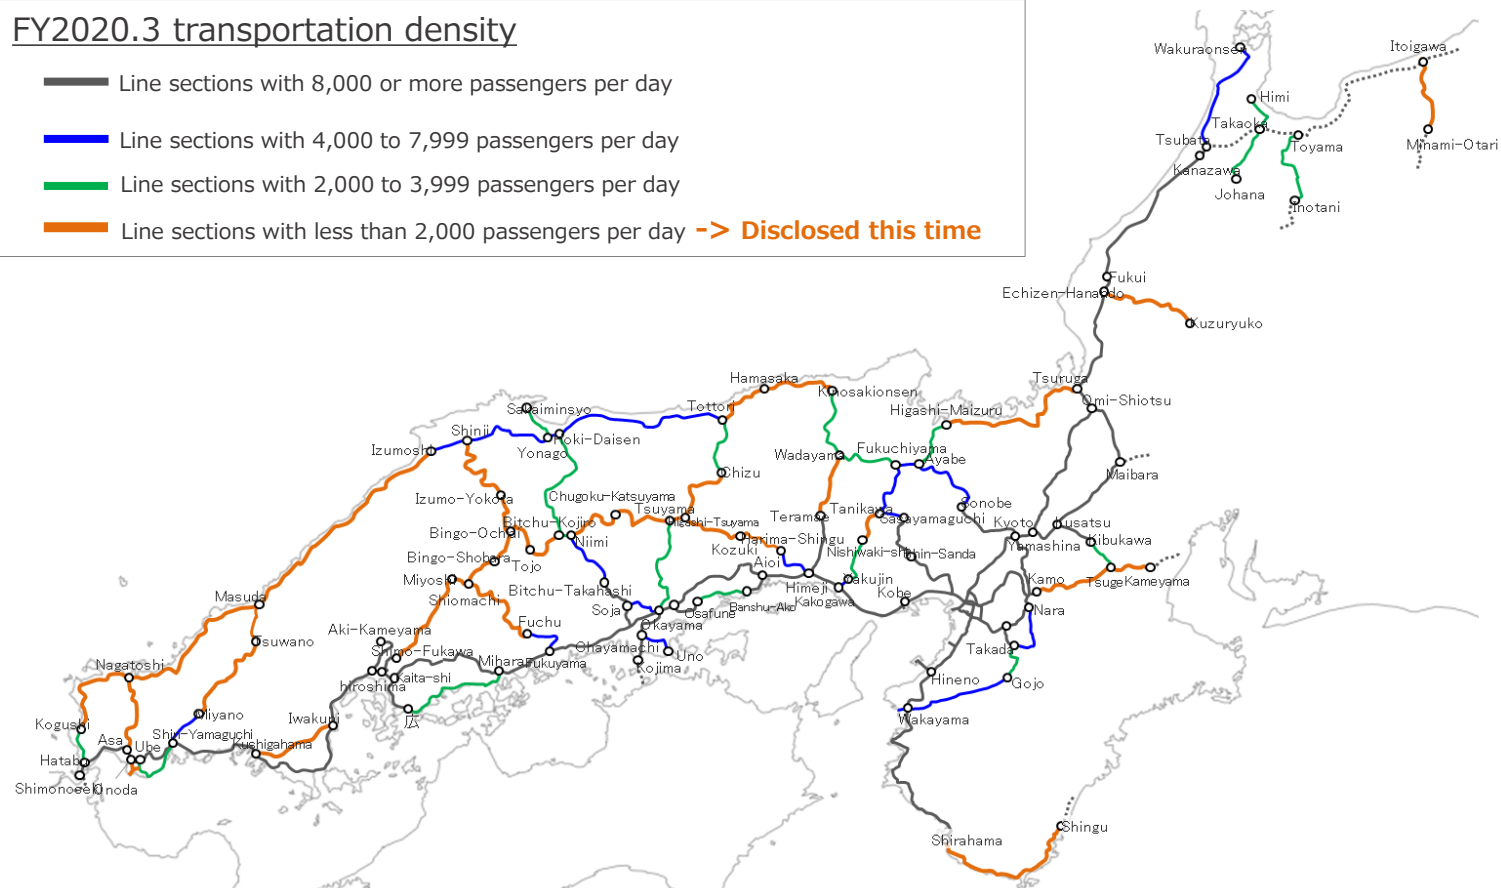 FY2020.3 transportation density
Line sections with 8,000 or more passengers per day
Line sections with 4,000 to 7,999 passengers per day
Line sections with 2,000 to 3,999 passengers per day
Line sections with less than 2,000 passengers per day -> Disclosed this time
Wakuraonsen
Itoigawa
Himi
Takaoka
Tsubata
Toyama
Minami-Otari
Kanazawa
Johana
Inotani
Fukui
Echizen-Hanando
Kuzuryuko
Hamasaka
Tsuruga
Kinosakionsen
Omi-Shiotsu
Sakaiminsyo
Tottori
Higashi-Maizuru
Shinji
Hoki-Daisen
Izumoshi
Yonago
Wadayama
Fukuchiyama
Ayabe
Chizu
Maibara
Izumo-Yokota
Chugoku-Katsuyama
Tsuyama
Tanikawa
Sonobe
Teramae
Sasayamaguchi
Kyoto
Kusatsu
Bingo-Ochiai
Bitchu-Kojiro
Higashi-Tsuyama
Niimi
Harima-Shingu
Yamashina
Kibukawa
Kozuki
Nishiwaki-shi
Shin-Sanda
Bingo-Shobara
Tojo
Aioi
Miyoshi
Yakujin
Kamo
Tsuge
Kameyama
Shiomachi
Bitchu-Takahashi
Himeji
Kakogawa
Kobe
Masuda
Soja
Osafune
Banshu-Ako
Nara
Fuchu
Okayama
Aki-Kameyama
Tsuwano
Chayamachi
Takada
Shimo-Fukawa
Mihara
Fukuyama
Uno
Nagatoshi
Kojima
Kaita-shi
hiroshima
Hineno
Gojo
Miyano
Iwakuni
広
Wakayama
Kogushi
Shin-Yamaguchi
Asa
Ube
Kushigahama
Hatabu
Shimonoseki
Onoda
Shingu
Shirahama